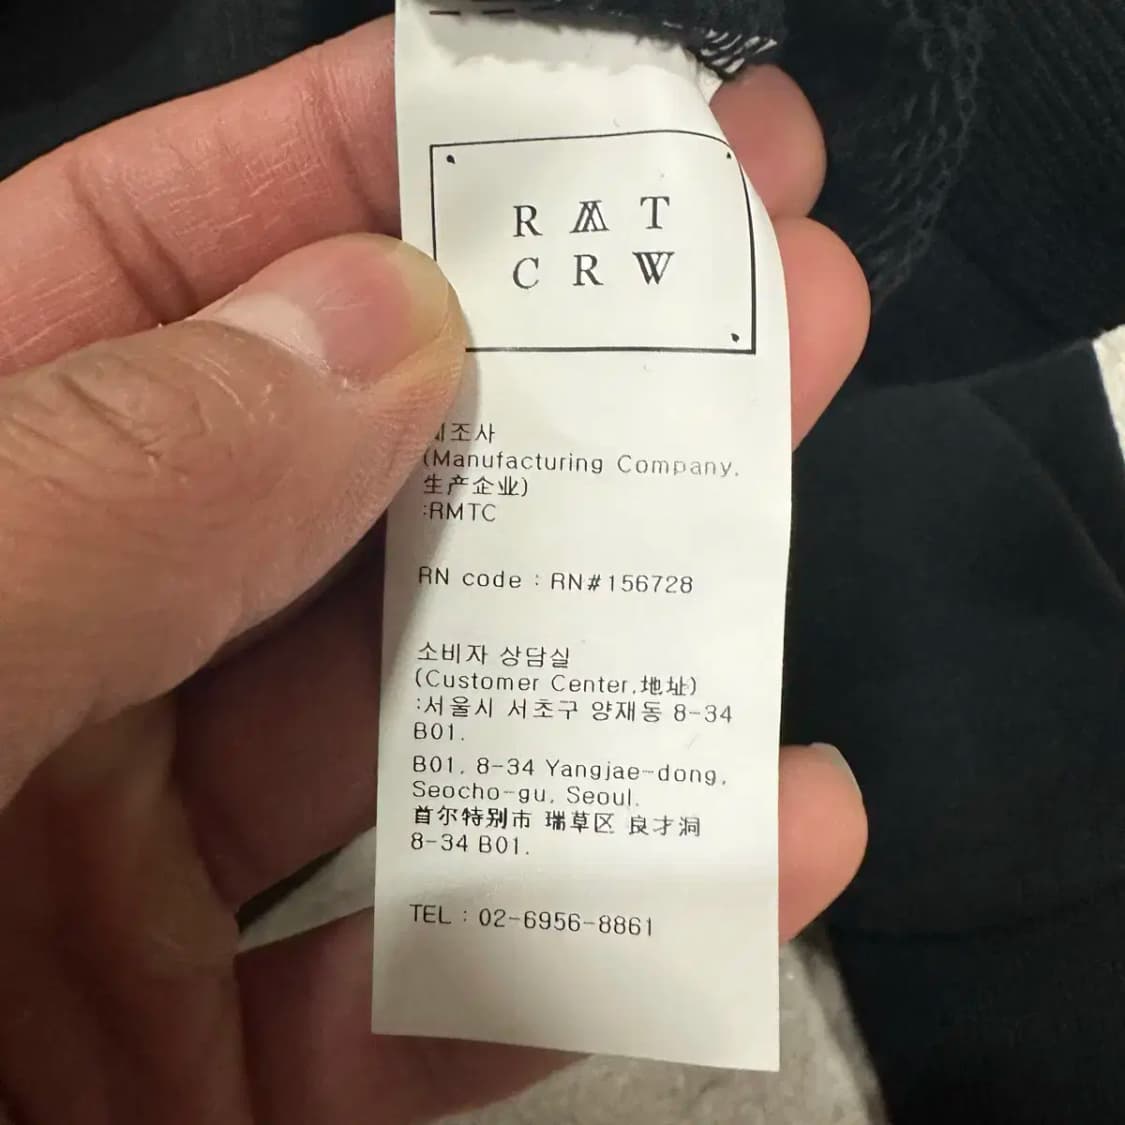 R M T
C R W
제조사
(Manufacturing Company,
生产企业)
:RMTC
RN code : RN#156728
소비자 상담실
(Customer Center,地址)
:서울시 서초구 양재동 8-34
B01.
B01, 8-34 Yangjae-dong,
Seocho-gu, Seoul.
首尔特别市 瑞草区 良才洞
8-34 B01.
TEL : 02-6956-8861